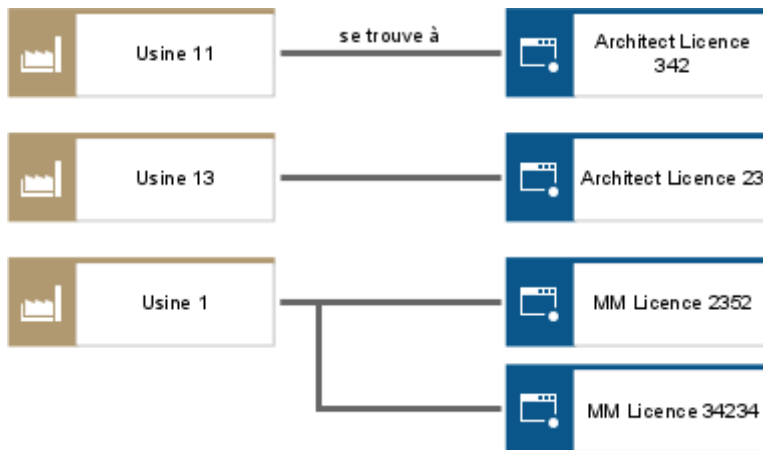 Usine 11
se trouve à
Architect Licence
342
Usine 13
Architect Licence 23
Usine 1
MM Licence 2352
MM Licence 34234